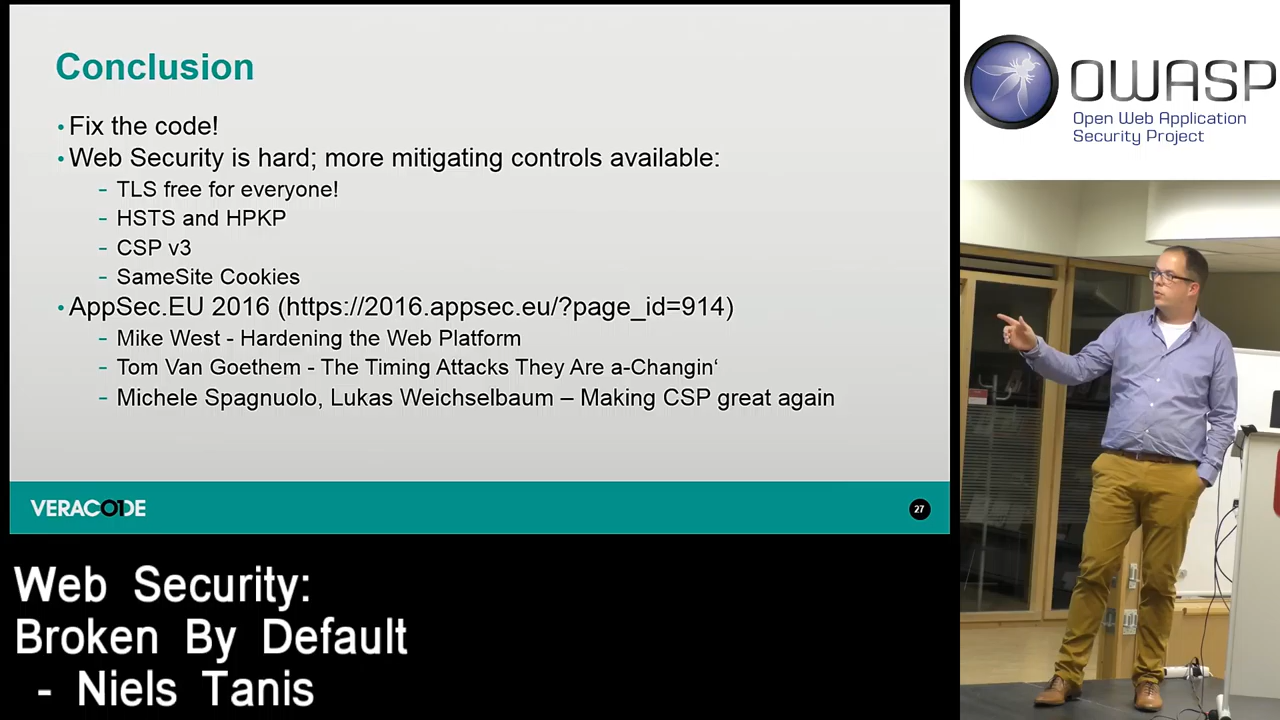 Conclusion
• Fix the code!
• Web Security is hard; more mitigating controls available:
- TLS free for everyone!
- HSTS and HPKP
- CSP v3
- SameSite Cookies
• AppSec.EU 2016 (https://2016.appsec.eu/?page_id=914)
- Mike West - Hardening the Web Platform
- Tom Van Goethem - The Timing Attacks They Are a-Changin‘
- Michele Spagnuolo, Lukas Weichselbaum – Making CSP great again
VERACODE
27
Web Security:
Broken By Default
- Niels Tanis
OWASP
Open Web Application
Security Project